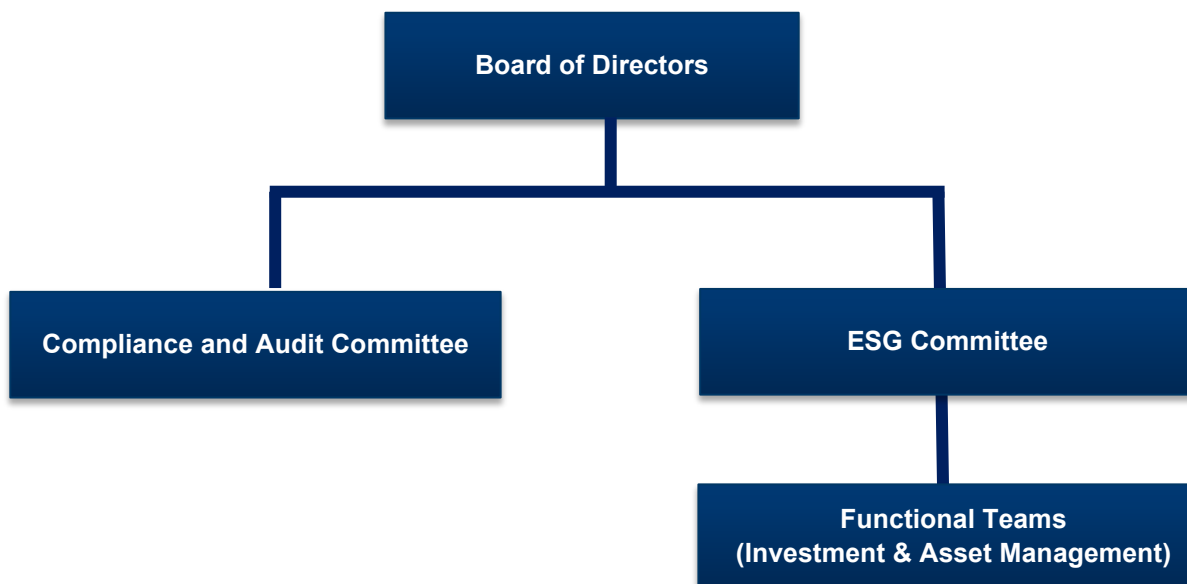 Board of Directors
Compliance and Audit Committee
ESG Committee
Functional Teams
(Investment & Asset Management)